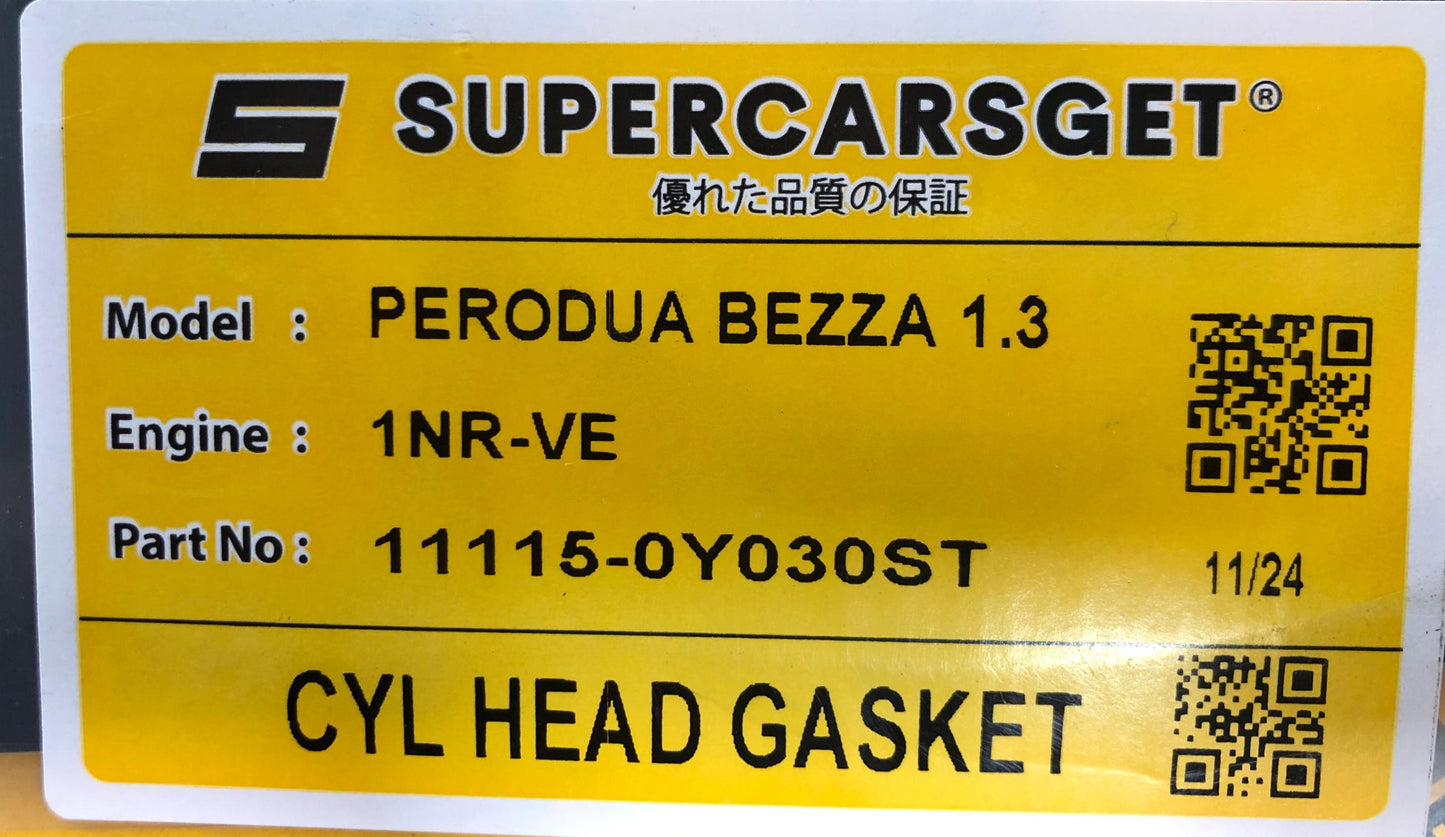 SUPERCARSGET®
優れた品質の保証
Model : PERODUA BEZZA 1.3
Engine : 1NR-VE
Part No : 11115-0Y030ST
11/24
CYL HEAD GASKET